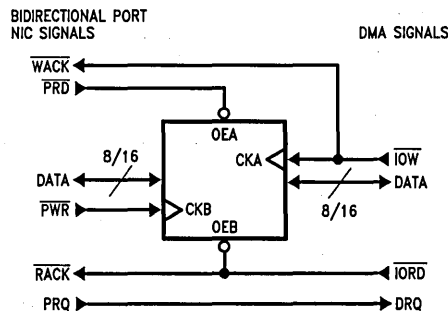 BIDIRECTIONAL PORT
NIC SIGNALS
DMA SIGNALS
WACK
PRD
OEA
8/16
CKA
IOW
DATA
DATA
8/16
PWR
CKB
OEB
RACK
IORD
PRQ
DRQ